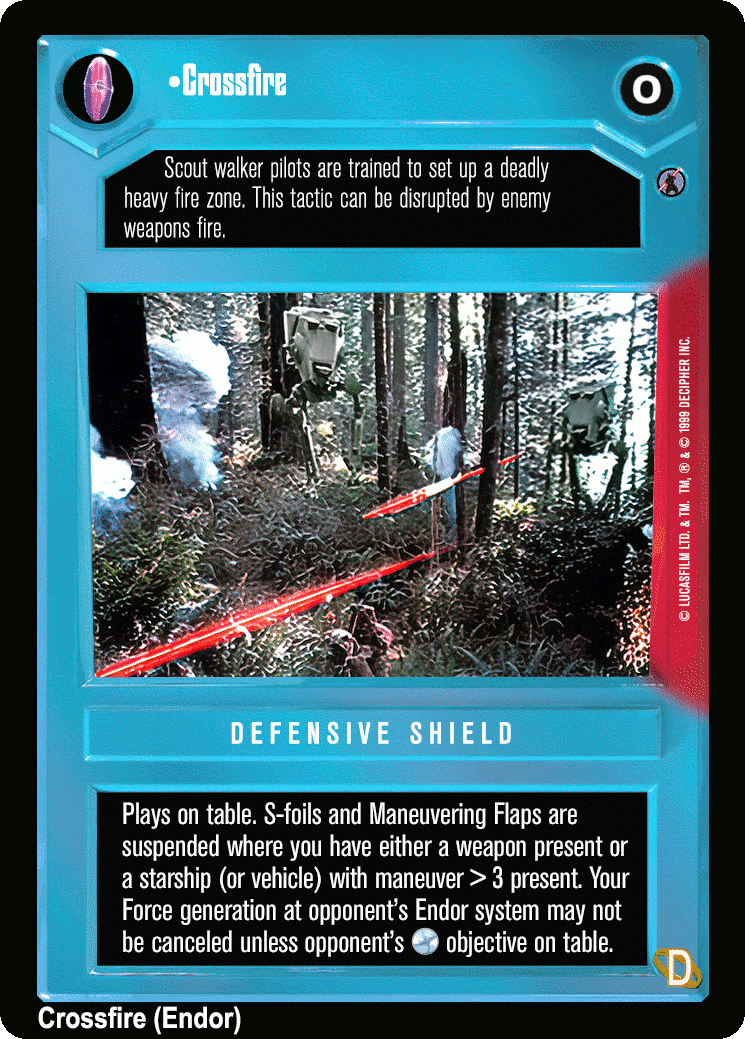 •Crossfire
0
Scout walker pilots are trained to set up a deadly
heavy fire zone. This tactic can be disrupted by enemy
weapons fire.
© LUCASFILM LTD. & TM. TM, ® & © 1999 DECIPHER INC.
DEFENSIVE SHIELD
Plays on table. S-foils and Maneuvering Flaps are
suspended where you have either a weapon present or
a starship (or vehicle) with maneuver > 3 present. Your
Force generation at opponent’s Endor system may not
be canceled unless opponent’s objective on table.
D
Crossfire (Endor)